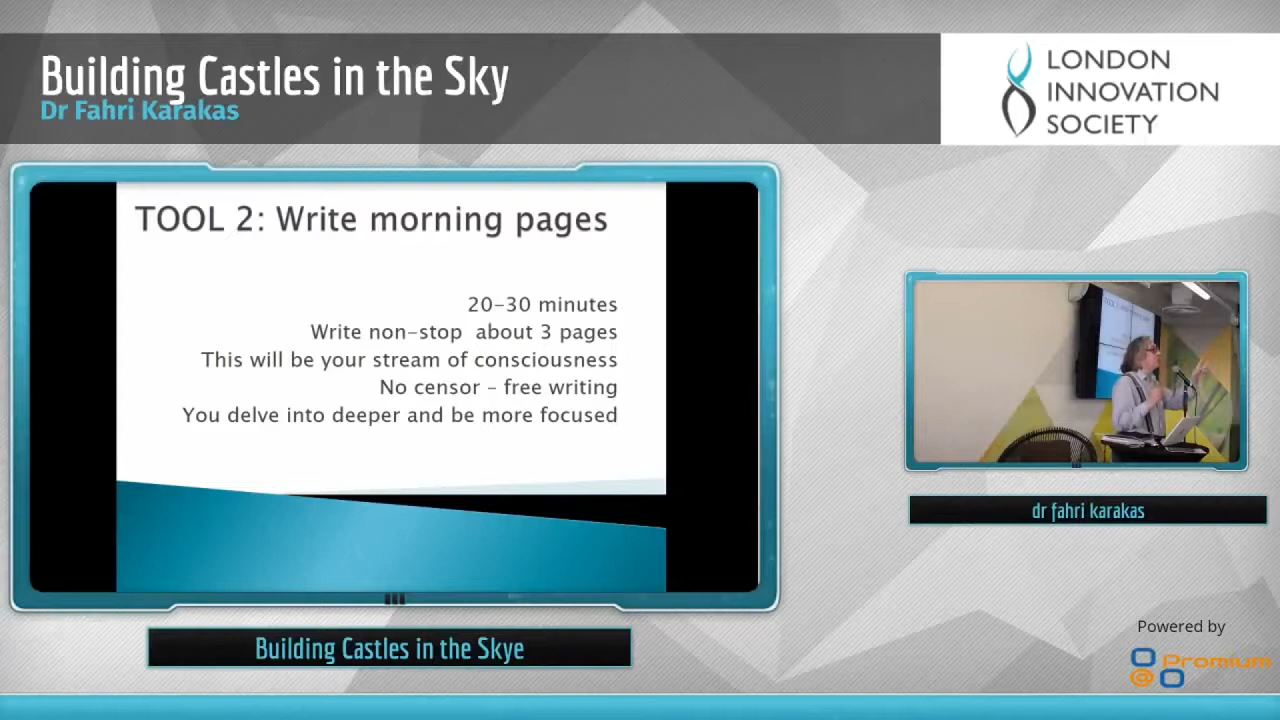 Building Castles in the Sky
Dr Fahri Karakas
LONDON
INNOVATION
SOCIETY
TOOL 2: Write morning pages
20-30 minutes
Write non-stop about 3 pages
This will be your stream of consciousness
No censor - free writing
You delve into deeper and be more focused
dr fahri karakas
Building Castles in the Skye
Powered by
Promium